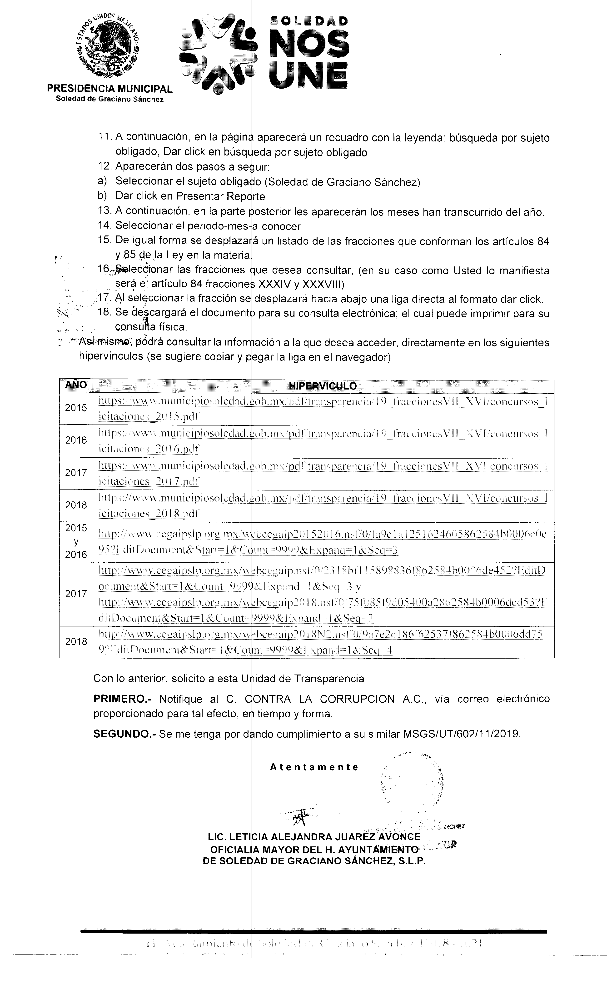 ESTADOS UNIDOS MEXICANOS
SOLEDAD
NOS
UNE
PRESIDENCIA MUNICIPAL
Soledad de Graciano Sánchez
11. A continuación, en la página aparecerá un recuadro con la leyenda: búsqueda por sujeto
obligado, Dar click en búsqueda por sujeto obligado
12. Aparecerán dos pasos a seguir:
a) Seleccionar el sujeto obligado (Soledad de Graciano Sánchez)
b) Dar click en Presentar Reporte
13. A continuación, en la parte posterior les aparecerán los meses han transcurrido del año.
14. Seleccionar el periodo-mes-a-conocer
15. De igual forma se desplazará un listado de las fracciones que conforman los artículos 84
y 85 de la Ley en la materia.
16. Seleccionar las fracciones que desea consultar, (en su caso como Usted lo manifiesta
será el artículo 84 fracciones XXXIV y XXXVIII)
17. Al seleccionar la fracción se desplazará hacia abajo una liga directa al formato dar click.
18. Se descargará el documento para su consulta electrónica; el cual puede imprimir para su
consulta física.
Así mismo, podrá consultar la información a la que desea acceder, directamente en los siguientes
hipervínculos (se sugiere copiar y pegar la liga en el navegador)
AÑO HIPERVICULO
2015 https://www.municipiosoledad.gob.mx/pdf/transparencia/19_fraccionesVII_XVI/concursos_l
icitaciones_2015.pdf
2016 https://www.municipiosoledad.gob.mx/pdf/transparencia/19_fraccionesVII_XVI/concursos_l
icitaciones_2016.pdf
2017 https://www.municipiosoledad.gob.mx/pdf/transparencia/19_fraccionesVII_XVI/concursos_l
icitaciones_2017.pdf
2018 https://www.municipiosoledad.gob.mx/pdf/transparencia/19_fraccionesVII_XVI/concursos_l
icitaciones_2018.pdf
2015
y
2016
http://www.cegaipslp.org.mx/webcegaip20152016.nsf/0/fa9c1a1251624605862584b0006e0e
95?EditDocument&Start=1&Count=9999&Expand=1&Seq=3
2017
http://www.cegaipslp.org.mx/webcegaip.nsf/0/2318bf115898836f862584b0006de452?EditD
ocument&Start=1&Count=9999&Expand=1&Seq=3 y
http://www.cegaipslp.org.mx/webcegaip2018.nsf/0/75f085f9d05400a2862584b0006ded53?E
ditDocument&Start=1&Count=9999&Expand=1&Seq=3
2018 http://www.cegaipslp.org.mx/webcegaip2018N2.nsf/0/9a7e2c186f62537f862584b0006dd75
9?EditDocument&Start=1&Count=9999&Expand=1&Seq=4
Con lo anterior, solicito a esta Unidad de Transparencia:
PRIMERO.- Notifique al C. CONTRA LA CORRUPCION A.C., vía correo electrónico
proporcionado para tal efecto, en tiempo y forma.
SEGUNDO.- Se me tenga por dando cumplimiento a su similar MSGS/UT/602/11/2019.
Atentamente
LIC. LETICIA ALEJANDRA JUAREZ AVONCE
OFICIALIA MAYOR DEL H. AYUNTAMIENTO
DE SOLEDAD DE GRACIANO SÁNCHEZ, S.L.P.
H. Ayuntamiento de Soledad de Graciano Sánchez |2018 - 2021